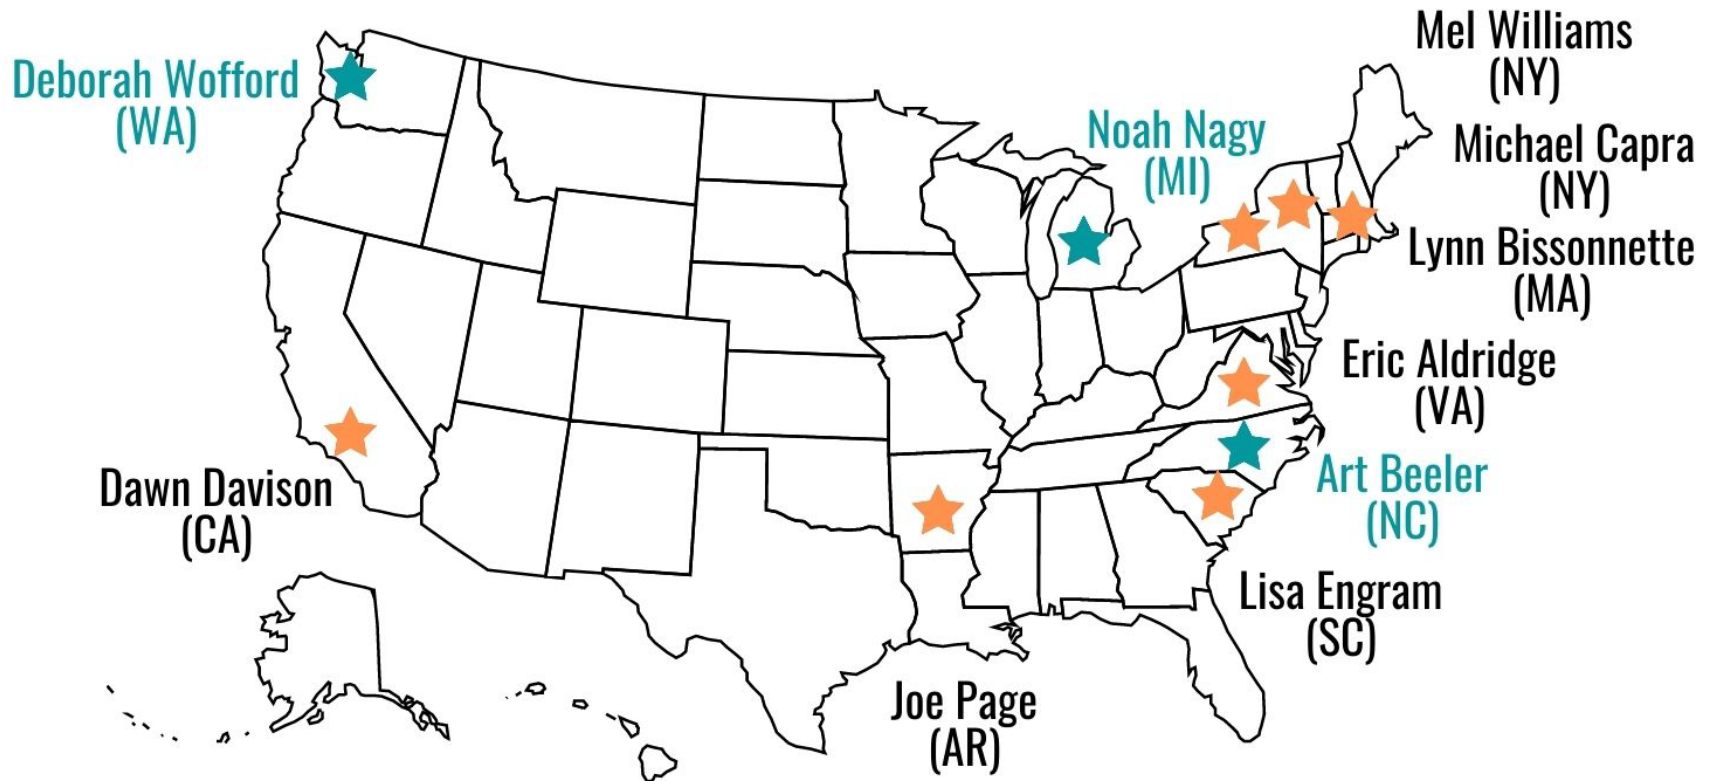 Mel Williams
(NY)
Deborah Wofford
(WA)
Noah Nagy
(MI)
Michael Capra
(NY)
Lynn Bissonnette
(MA)
Eric Aldridge
(VA)
Dawn Davison
(CA)
Art Beeler
(NC)
Lisa Engram
(SC)
Joe Page
(AR)